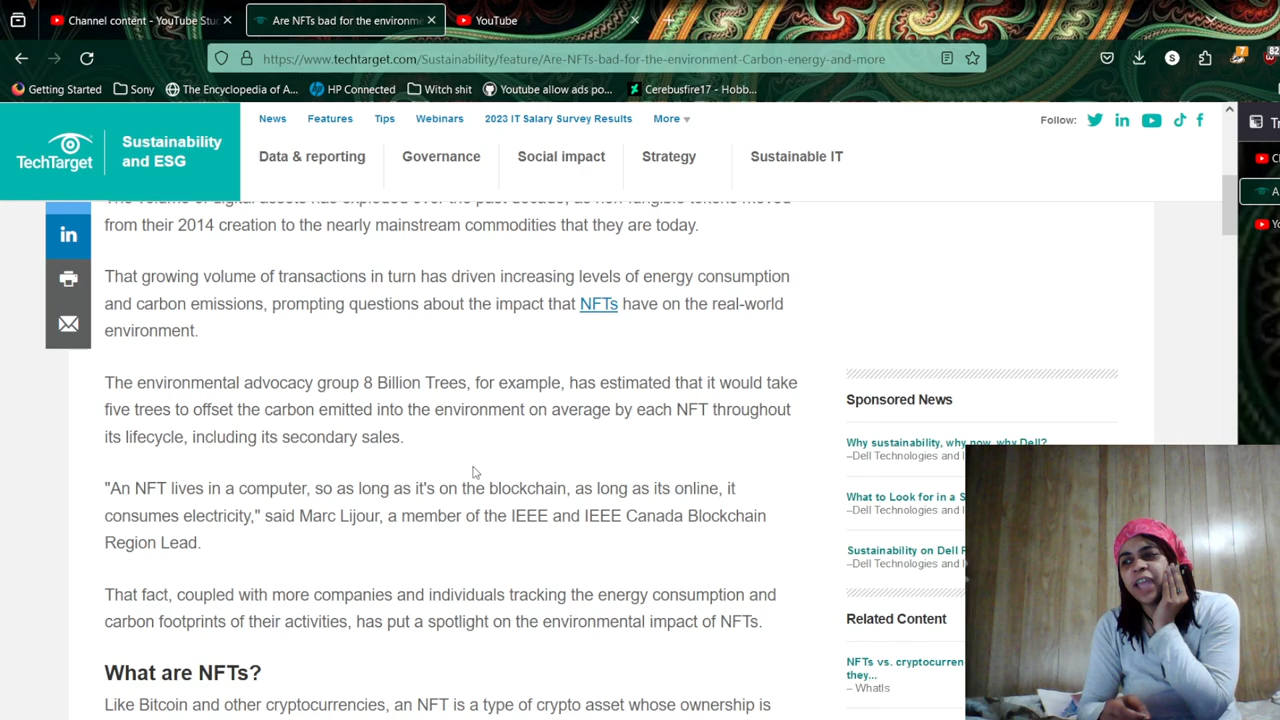 Channel content - YouTube Stu
Are NFTs bad for the environme
YouTube
https://www.techtarget.com/Sustainability/feature/Are-NFTs-bad-for-the-environment-Carbon-energy-and-more
S
7
82
Getting Started
Sony
The Encyclopedia of A...
HP Connected
Witch shit
Youtube allow ads po...
Cerebusfire17 - Hobb...
TechTarget
Sustainability
and ESG
News
Features
Tips
Webinars
2023 IT Salary Survey Results
More
Follow:
Data & reporting
Governance
Social impact
Strategy
Sustainable IT
The volume of digital assets has exploded over the past decade, as non-fungible tokens moved
from their 2014 creation to the nearly mainstream commodities that they are today.
That growing volume of transactions in turn has driven increasing levels of energy consumption
and carbon emissions, prompting questions about the impact that NFTs have on the real-world
environment.
The environmental advocacy group 8 Billion Trees, for example, has estimated that it would take
five trees to offset the carbon emitted into the environment on average by each NFT throughout
its lifecycle, including its secondary sales.
"An NFT lives in a computer, so as long as it's on the blockchain, as long as its online, it
consumes electricity," said Marc Lijour, a member of the IEEE and IEEE Canada Blockchain
Region Lead.
That fact, coupled with more companies and individuals tracking the energy consumption and
carbon footprints of their activities, has put a spotlight on the environmental impact of NFTs.
What are NFTs?
Like Bitcoin and other cryptocurrencies, an NFT is a type of crypto asset whose ownership is
Sponsored News
Why sustainability, why now, why Dell?
–Dell Technologies and I
What to Look for in a S
–Dell Technologies and I
Sustainability on Dell P
–Dell Technologies and I
Related Content
NFTs vs. cryptocurren
they...
– WhatIs
Tr
C
A
Yo